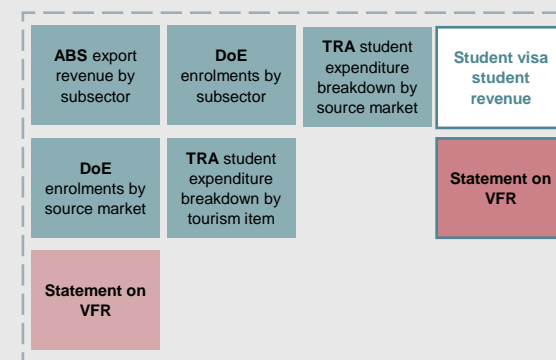 ABS export
revenue by
subsector
DoE
enrolments by
subsector
TRA student
expenditure
breakdown by
source market
Student visa
student
revenue
DoE
enrolments by
source market
TRA student
expenditure
breakdown by
tourism item
Statement on
VFR
Statement on
VFR